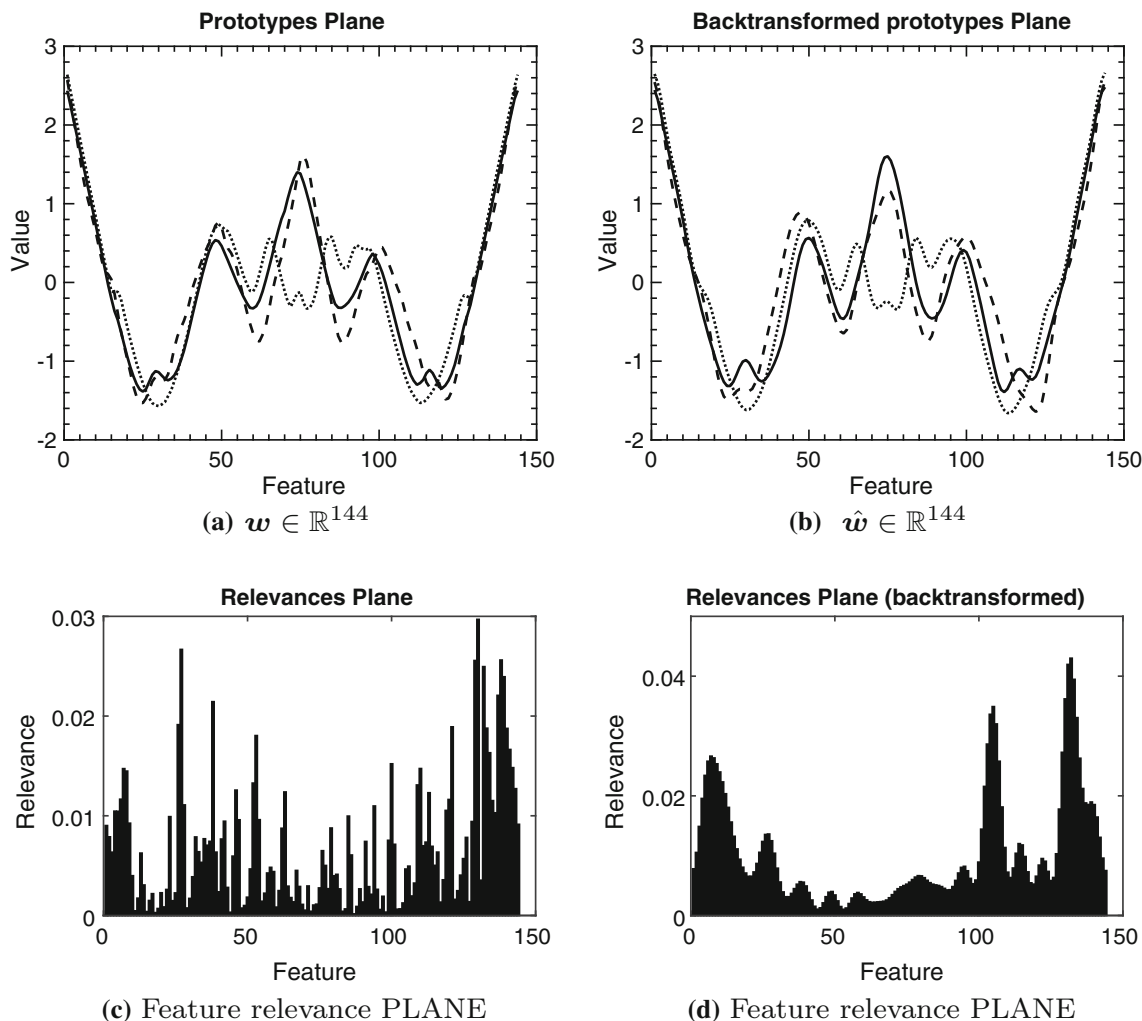 Prototypes Plane
3
2
1
0
-1
-2
Value
0 50 100 150
Feature
(a) w ∈ ℝ^144
Backtransformed prototypes Plane
3
2
1
0
-1
-2
Value
0 50 100 150
Feature
(b) ŵ ∈ ℝ^144
Relevances Plane
0.03
0.02
0.01
0
Relevance
0 50 100 150
Feature
(c) Feature relevance PLANE
Relevances Plane (backtransformed)
0.04
0.02
0
Relevance
0 50 100 150
Feature
(d) Feature relevance PLANE